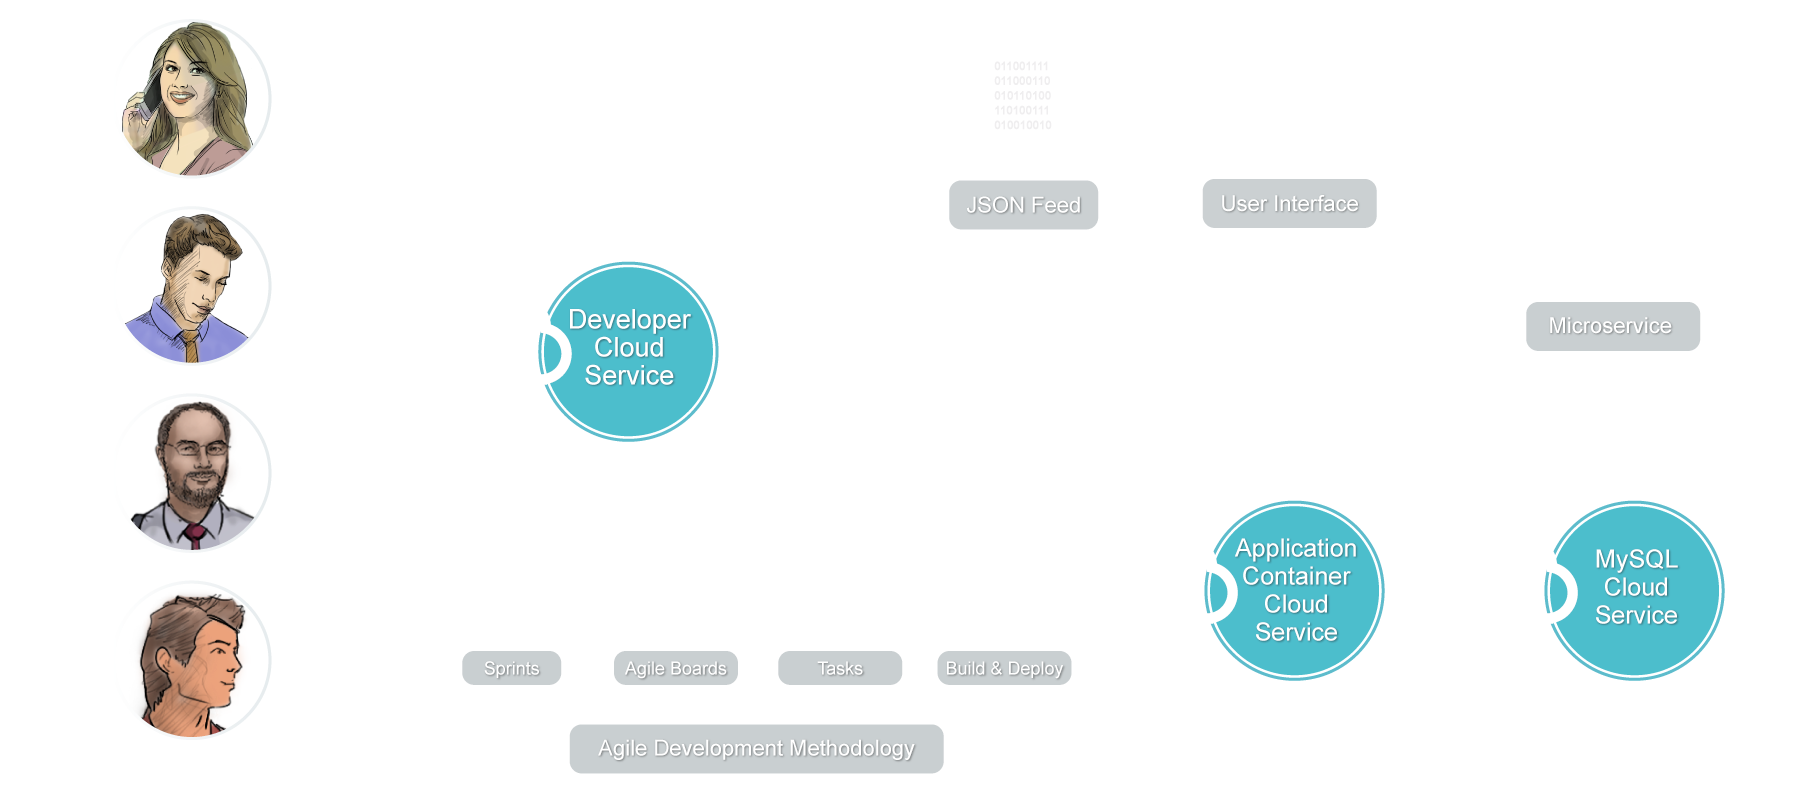 011001111
011000110
010110100
110100111
010010010
JSON Feed
User Interface
Developer
Cloud
Service
Microservice
Application
Container
Cloud
Service
MySQL
Cloud
Service
Sprints
Agile Boards
Tasks
Build & Deploy
Agile Development Methodology